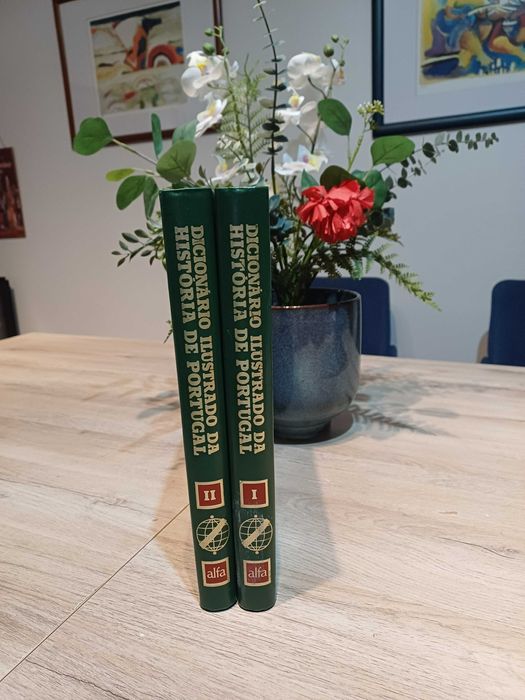 DICIONÁRIO ILUSTRADO DA
HISTÓRIA DE PORTUGAL
II
alfa
DICIONÁRIO ILUSTRADO DA
HISTÓRIA DE PORTUGAL
I
alfa